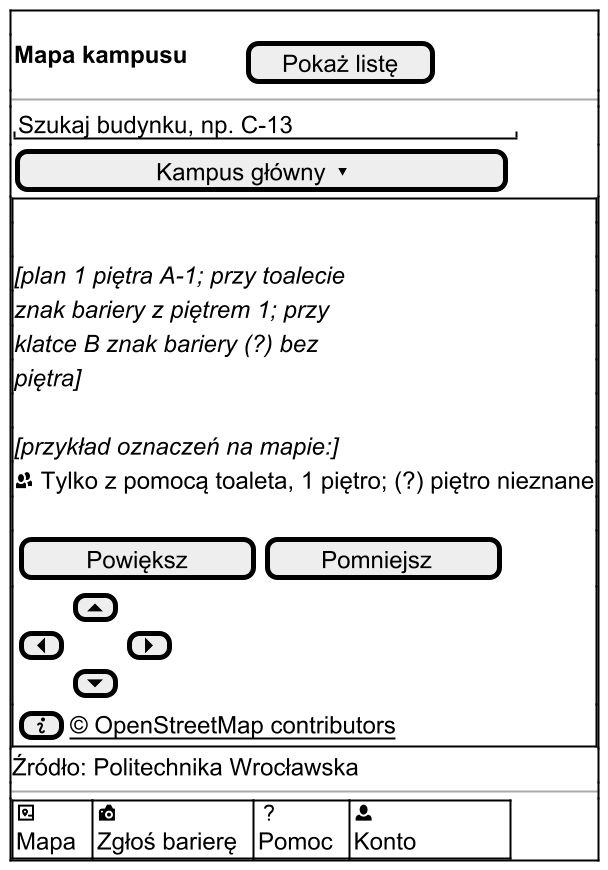 Mapa kampusu
Pokaż listę
Szukaj budynku, np. C-13
Kampus główny ▾
[plan 1 piętra A-1; przy toalecie
znak bariery z piętrem 1; przy
klatce B znak bariery (?) bez
piętra]
[przykład oznaczeń na mapie:]
Tylko z pomocą toaleta, 1 piętro; (?) piętro nieznane
Powiększ
Pomniejsz
i © OpenStreetMap contributors
Źródło: Politechnika Wrocławska
?
Mapa
Zgłoś barierę
Pomoc
Konto